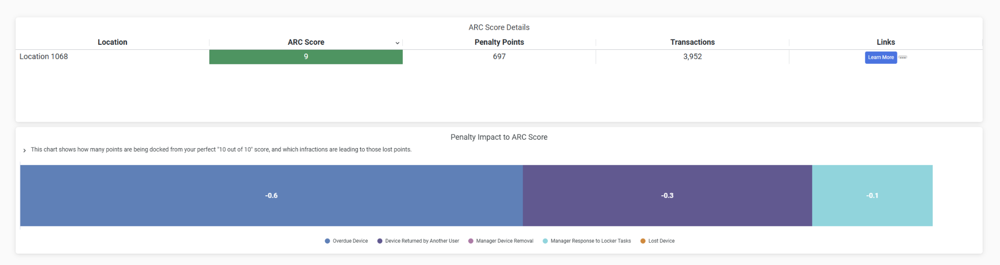 ARC Score Details
Location ARC Score Penalty Points Transactions Links
Location 1068 9 697 3,952 Learn More ...
Penalty Impact to ARC Score
This chart shows how many points are being docked from your perfect "10 out of 10" score, and which infractions are leading to those lost points.
-0.6 -0.3 -0.1
Overdue Device Device Returned by Another User Manager Device Removal Manager Response to Locker Tasks Lost Device